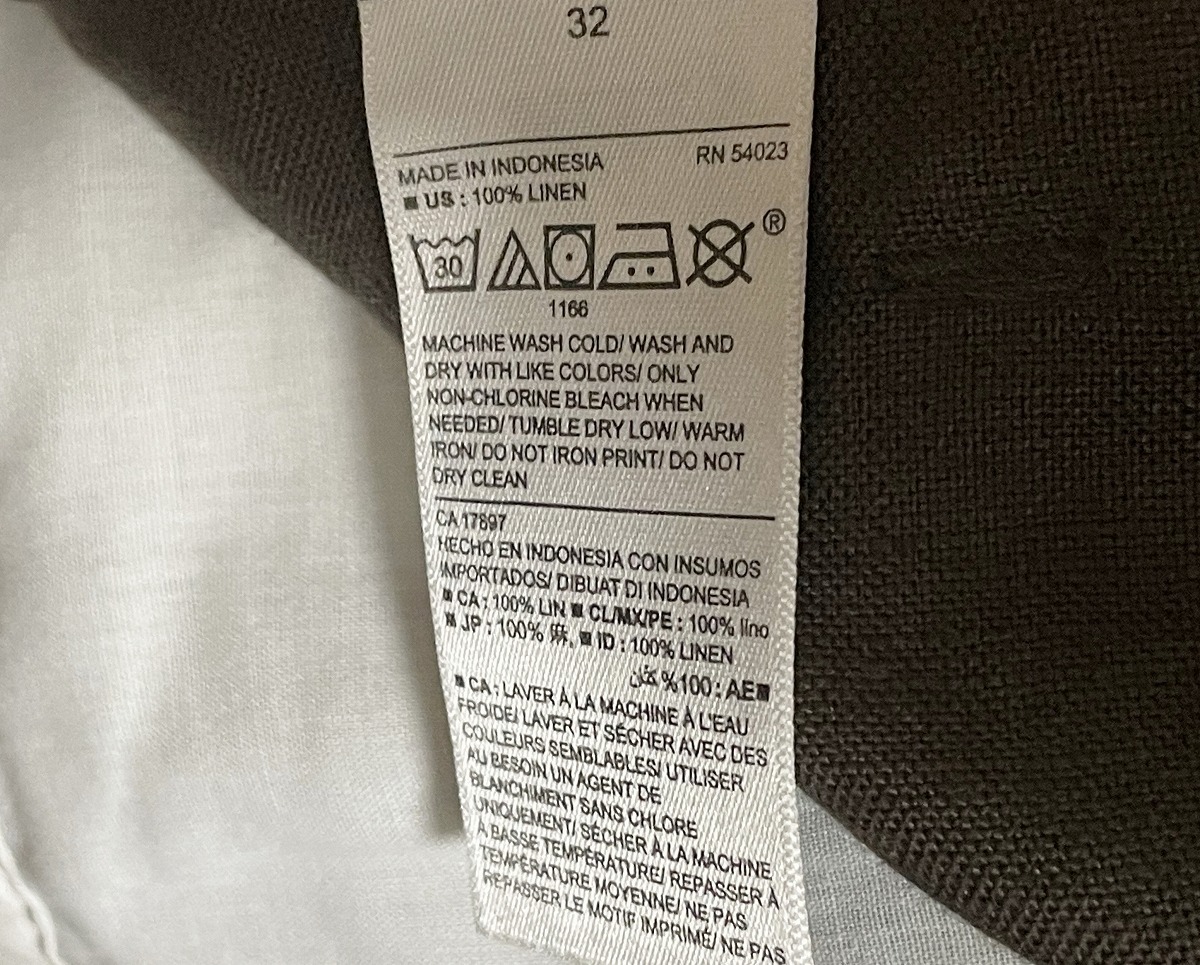 32
MADE IN INDONESIA RN 54023
■ US : 100% LINEN
30 ®
1166
MACHINE WASH COLD/ WASH AND
DRY WITH LIKE COLORS/ ONLY
NON-CHLORINE BLEACH WHEN
NEEDED/ TUMBLE DRY LOW/ WARM
IRON/ DO NOT IRON PRINT/ DO NOT
DRY CLEAN
CA 17897
HECHO EN INDONESIA CON INSUMOS
IMPORTADOS/ DIBUAT DI INDONESIA
■ CA : 100% LIN ■ CL/MX/PE : 100% lino
■ JP : 100% 麻, ■ ID : 100% LINEN
■AE : 100% كتان
■ CA : LAVER À LA MACHINE À L'EAU
FROIDE/ LAVER ET SÉCHER AVEC DES
COULEURS SEMBLABLES/ UTILISER
AU BESOIN UN AGENT DE
BLANCHIMENT SANS CHLORE
UNIQUEMENT/ SÉCHER À LA MACHINE
À BASSE TEMPÉRATURE/ REPASSER À
TEMPÉRATURE MOYENNE/ NE PAS
REPASSER LE MOTIF IMPRIMÉ/ NE PAS